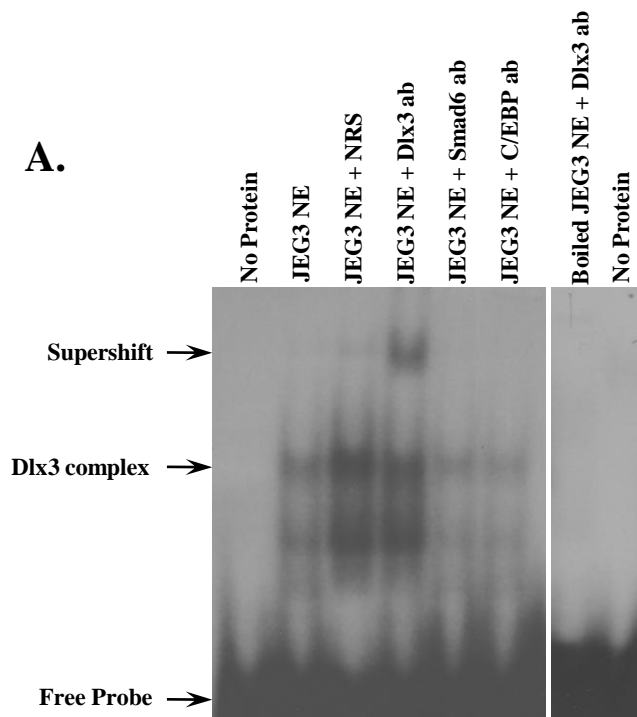 A.
No Protein
JEG3 NE
JEG3 NE + NRS
JEG3 NE + Dlx3 ab
JEG3 NE + Smad6 ab
JEG3 NE + C/EBP ab
Boiled JEG3 NE + Dlx3 ab
No Protein
Supershift
Dlx3 complex
Free Probe